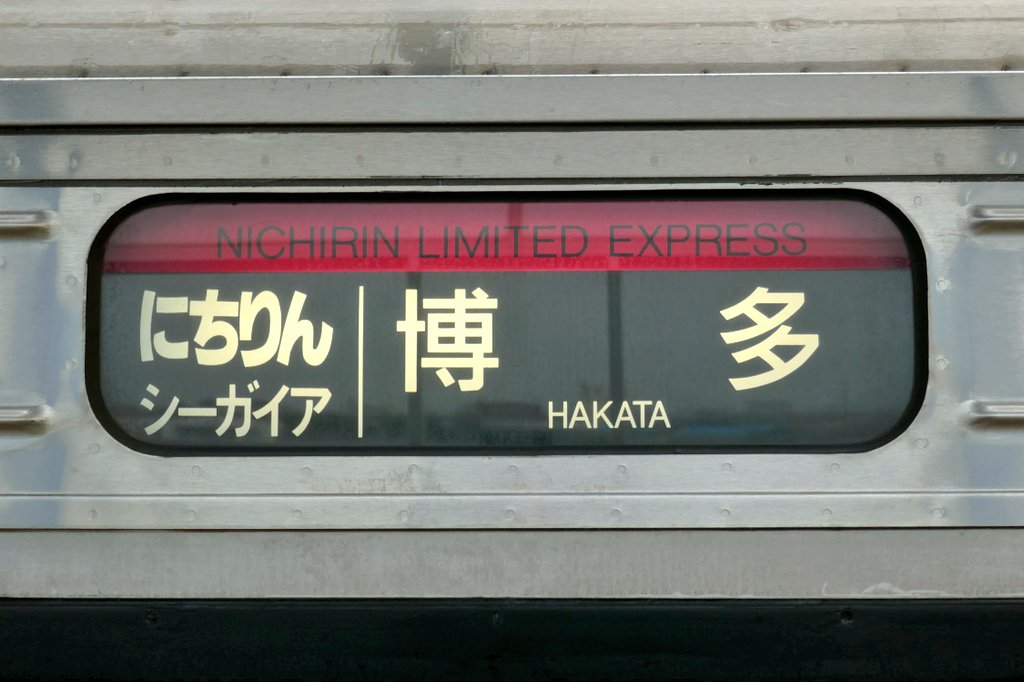 NICHIRIN LIMITED EXPRESS
にちりん
シーガイア
博多
HAKATA